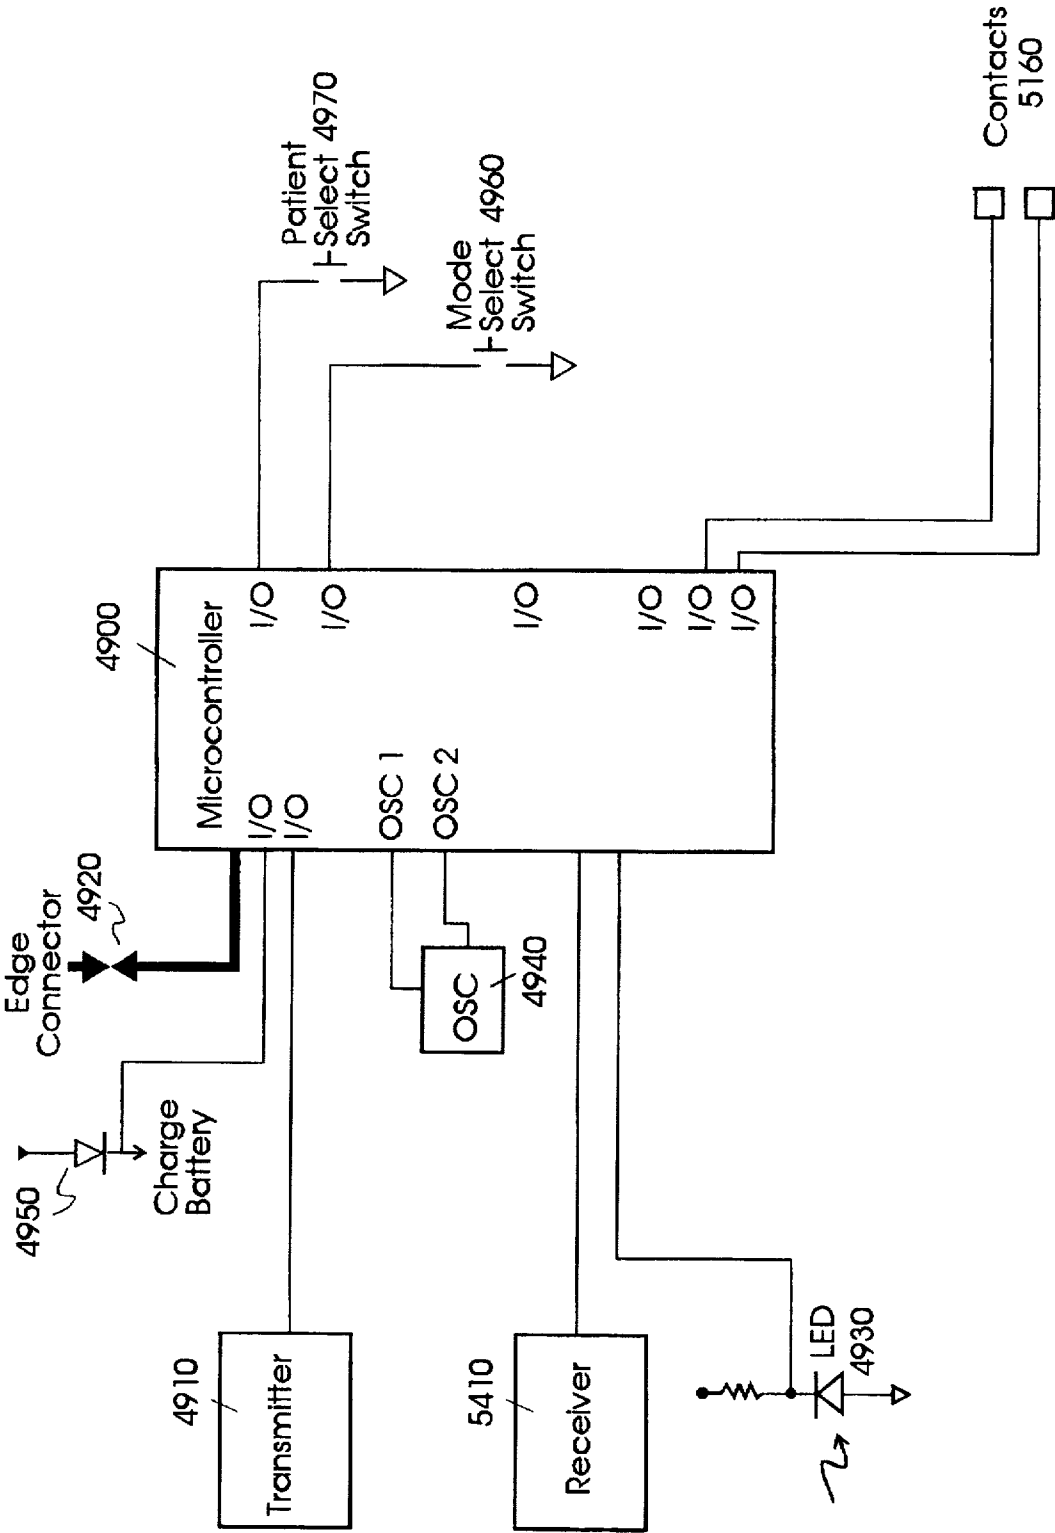 Edge
Connector
4920
4950
Charge
Battery
4910
Transmitter
5410
Receiver
LED
4930
OSC
4940
4900
Microcontroller
I/O
I/O
OSC 1
OSC 2
I/O
I/O
I/O
I/O
I/O
I/O
Patient
Select 4970
Switch
Mode
Select 4960
Switch
Contacts
5160